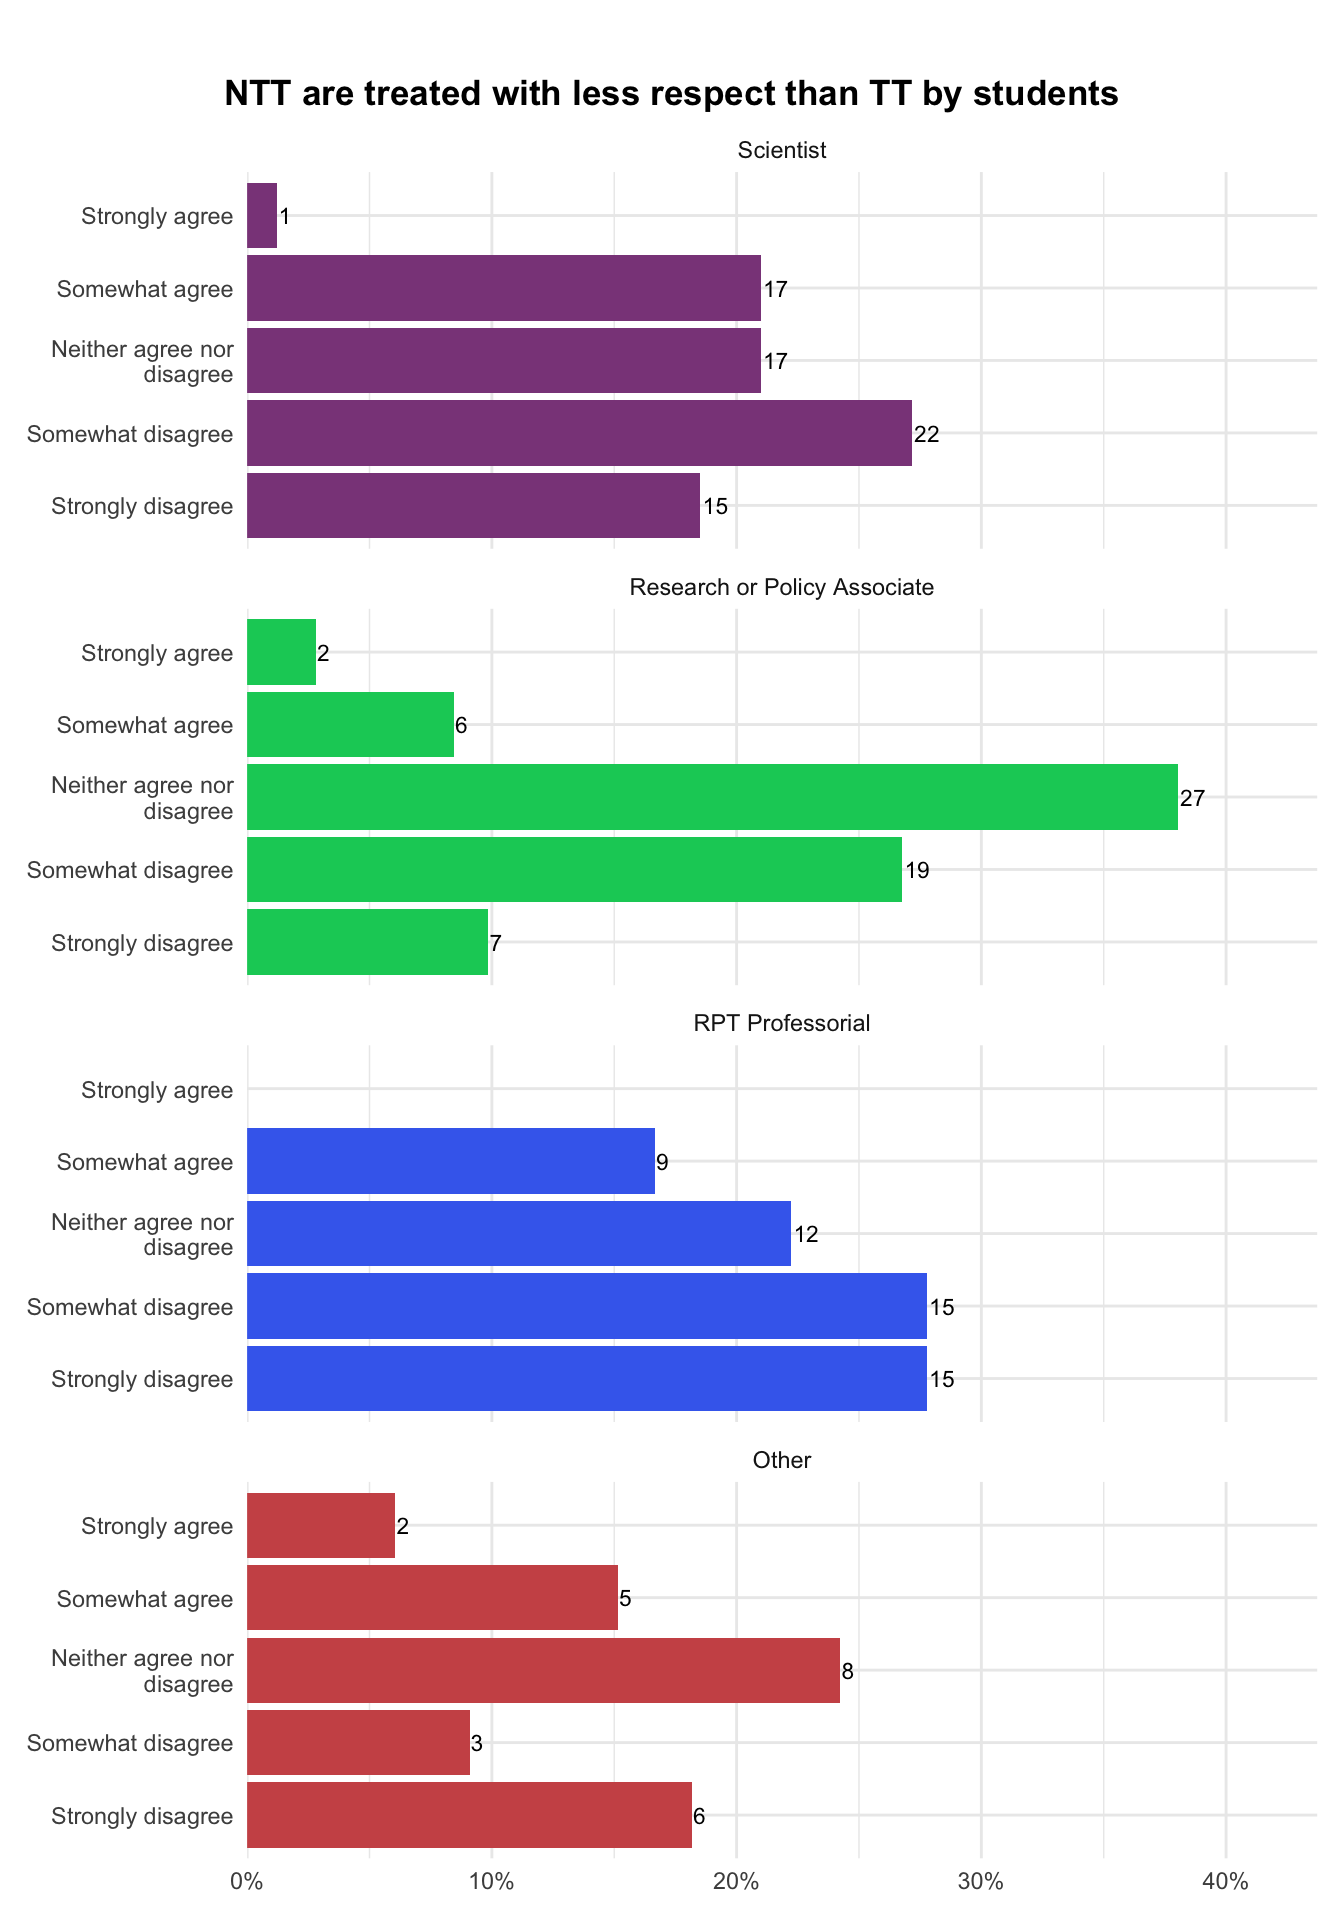 NTT are treated with less respect than TT by students
Scientist
Strongly agree
1
Somewhat agree
17
Neither agree nor
disagree
17
Somewhat disagree
22
Strongly disagree
15
Research or Policy Associate
Strongly agree
2
Somewhat agree
6
Neither agree nor
disagree
27
Somewhat disagree
19
Strongly disagree
7
RPT Professorial
Strongly agree
Somewhat agree
9
Neither agree nor
disagree
12
Somewhat disagree
15
Strongly disagree
15
Other
Strongly agree
2
Somewhat agree
5
Neither agree nor
disagree
8
Somewhat disagree
3
Strongly disagree
6
0% 10% 20% 30% 40%